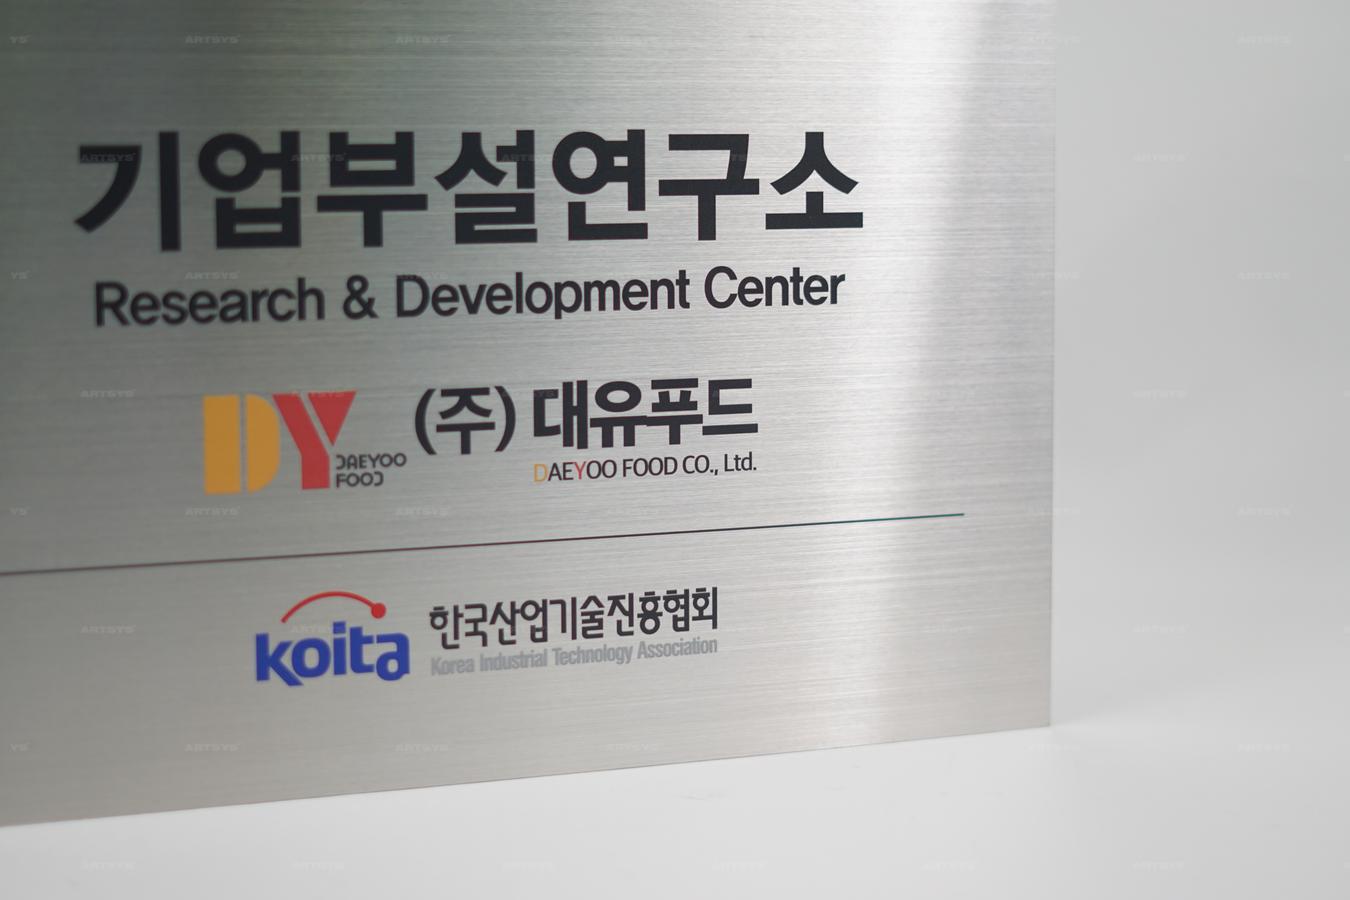 기업부설연구소
Research & Development Center
DY DAEYOO FOOD
(주) 대유푸드
DAEYOO FOOD CO., Ltd.
koita
한국산업기술진흥협회
Korea Industrial Technology Association
ARTSYS